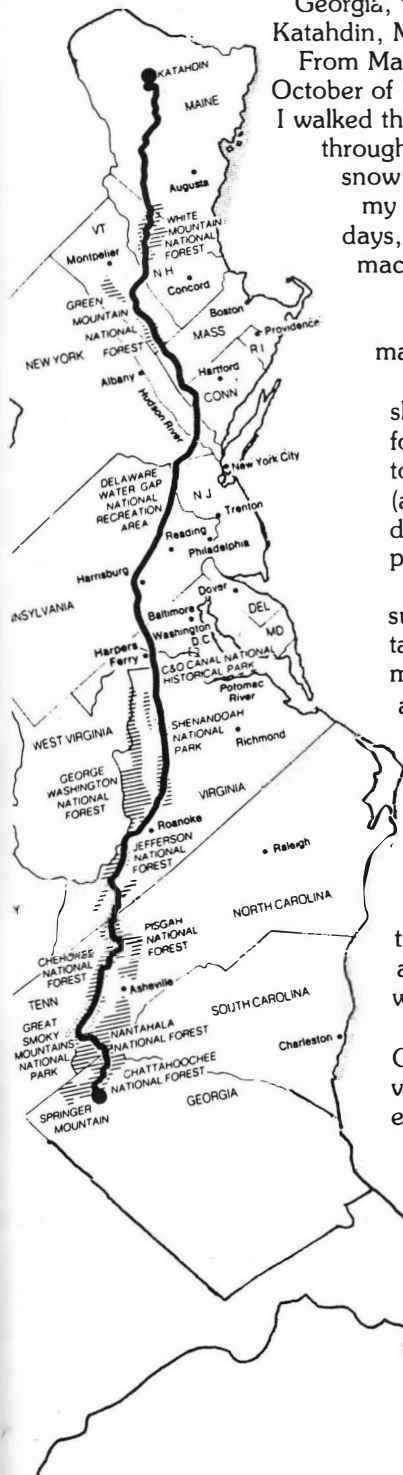 Georgia,
Katahdin, M
From Ma
October of
I walked th
through
snow
my
days,
mac
ma
sl
fo
to
(a
d
p
su
ta
m
a
t
a
w
C
v
e
KATAHDIN
MAINE
Augusta
WHITE
MOUNTAIN
NATIONAL
FOREST
VT
Montpelier
N H
Concord
GREEN
MOUNTAIN
NATIONAL
FOREST
Boston
MASS
Providence
R I
NEW YORK
Albany
Hartford
CONN
Hudson River
New York City
DELAWARE
WATER GAP
NATIONAL
RECREATION
AREA
N J
Trenton
Reading
Philadelphia
Harrisburg
NNSYLVANIA
Dover
DEL
Baltimore
Washington
D.C.
MD
Harpers
Ferry
C&O CANAL NATIONAL
HISTORICAL PARK
Potomac
River
WEST VIRGINIA
SHENANDOAH
NATIONAL
PARK
Richmond
GEORGE
WASHINGTON
NATIONAL
FOREST
VIRGINIA
Roanoke
JEFFERSON
NATIONAL
FOREST
Raleigh
NORTH CAROLINA
Y
PISGAH
NATIONAL
FOREST
CHEROKEE
NATIONAL
FOREST
Asheville
TENN
GREAT
SMOKY
MOUNTAINS
NATIONAL
PARK
NANTAHALA
NATIONAL FOREST
SOUTH CAROLINA
Charleston
CHATTAHOOCHEE
NATIONAL FOREST
SPRINGER
MOUNTAIN
GEORGIA